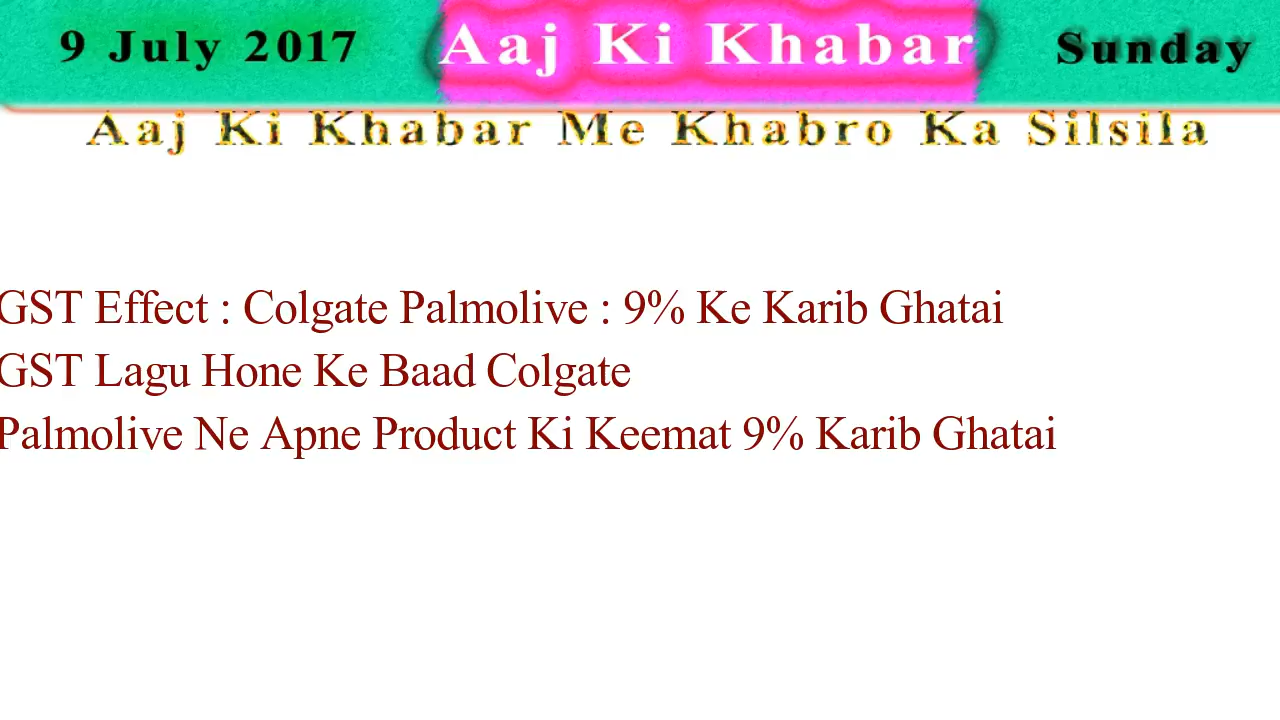 9 July 2017 Aaj Ki Khabar Sunday
Aaj Ki Khabar Me Khabro Ka Silsila
GST Effect : Colgate Palmolive : 9% Ke Karib Ghatai
GST Lagu Hone Ke Baad Colgate
Palmolive Ne Apne Product Ki Keemat 9% Karib Ghatai